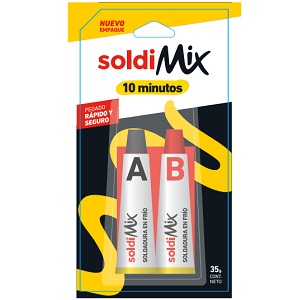 NUEVO
EMPAQUE
soldiMix
10 minutos
PEGADO
RÁPIDO Y
SEGURO
A
B
soldiMix
SOLDADURA EN FRÍO
soldiMix
SOLDADURA EN FRÍO
35g
CONT.
NETO